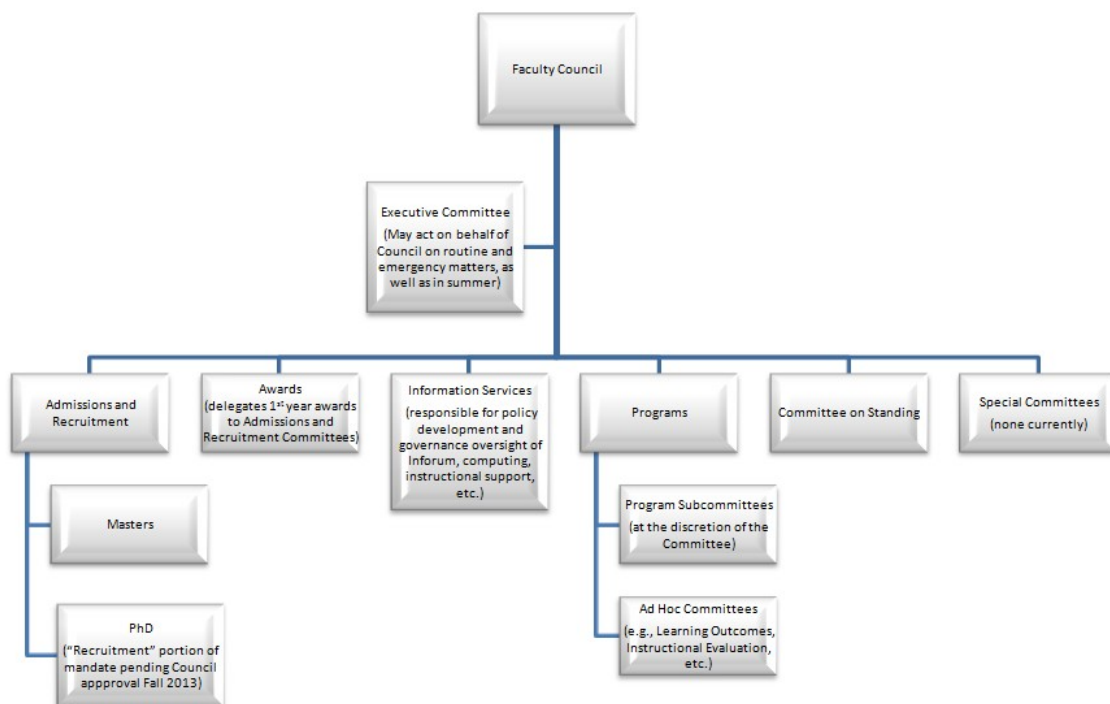 Faculty Council
Executive Committee
(May act on behalf of
Council on routine and
emergency matters, as
well as in summer)
Admissions and
Recruitment
Awards
(delegates 1st year awards
to Admissions and
Recruitment Committees)
Information Services
(responsible for policy
development and
governance oversight of
Inforum, computing,
instructional support,
etc.)
Programs
Committee on Standing
Special Committees
(none currently)
Masters
PhD
("Recruitment" portion of
mandate pending Council
appproval Fall 2013)
Program Subcommittees
(at the discretion of the
Committee)
Ad Hoc Committees
(e.g., Learning Outcomes,
Instructional Evaluation,
etc.)